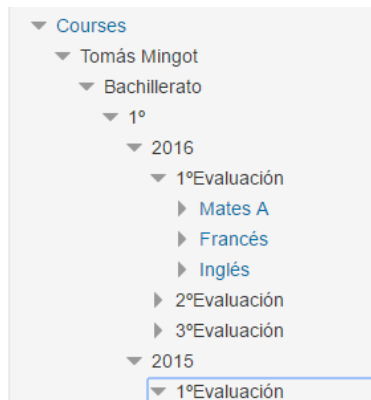 Courses
Tomás Mingot
Bachillerato
1º
2016
1ºEvaluación
Mates A
Francés
Inglés
2ºEvaluación
3ºEvaluación
2015
1ºEvaluación